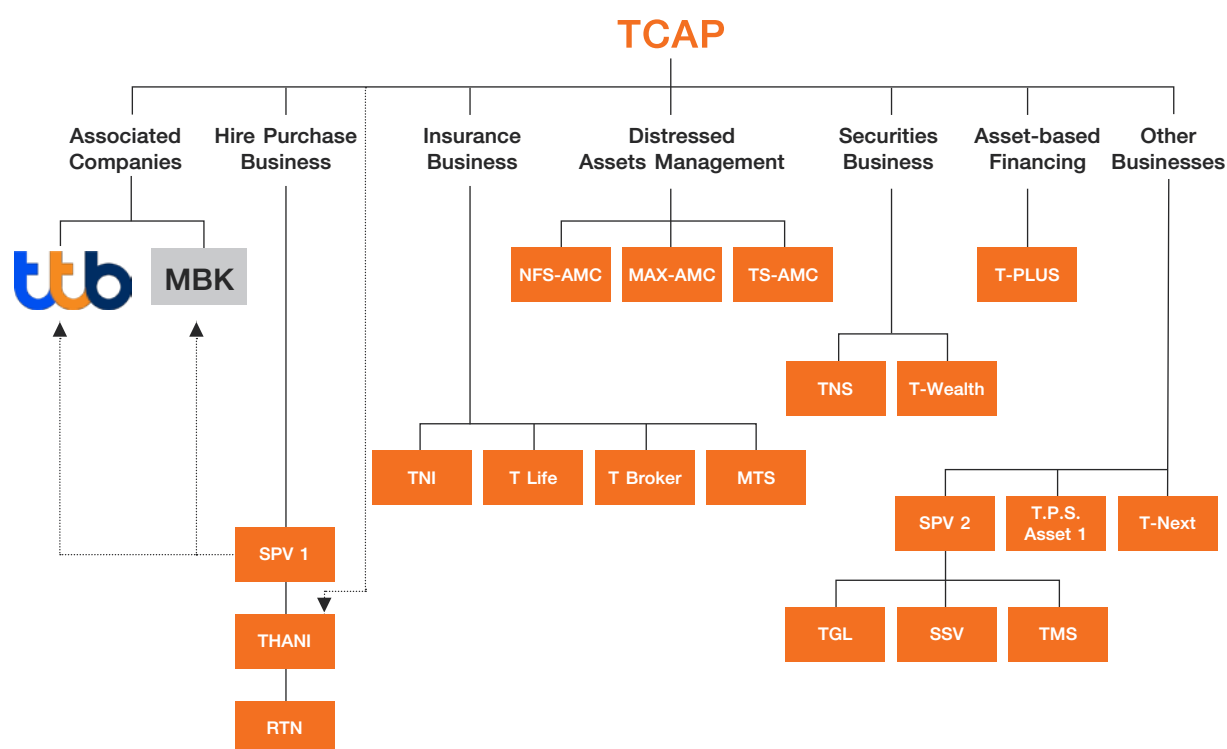 TCAP
Associated
Companies
Hire Purchase
Business
Insurance
Business
Distressed
Assets Management
Securities
Business
Asset-based
Financing
Other
Businesses
ttb
MBK
NFS-AMC
MAX-AMC
TS-AMC
T-PLUS
TNS
T-Wealth
TNI
T Life
T Broker
MTS
SPV 2
T.P.S.
Asset 1
T-Next
SPV 1
THANI
TGL
SSV
TMS
RTN